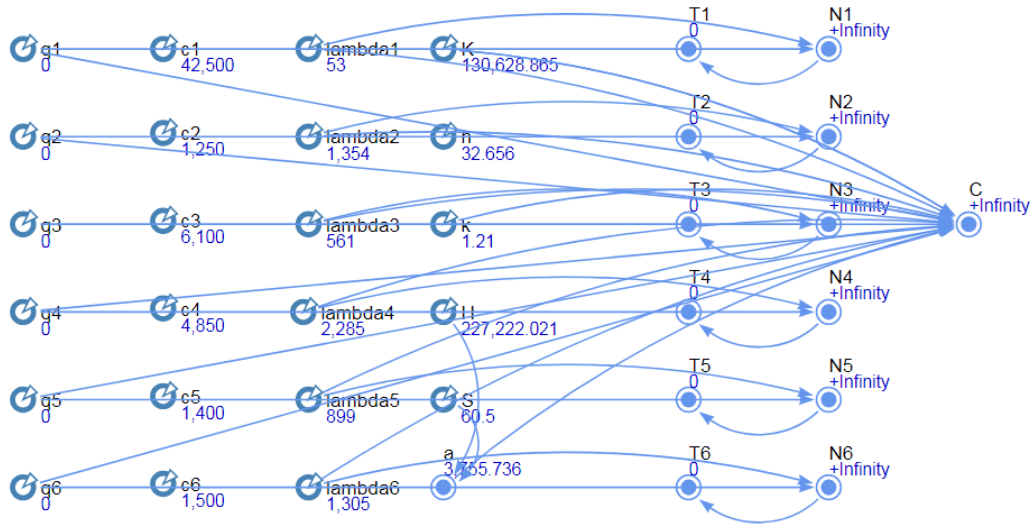 T1
N1
0
+Infinity
q1
c1
lambda1
K
0
42,500
53
130,628.865
T2
N2
0
+Infinity
q2
c2
lambda2
n
0
1,250
1,354
32.656
T3
N3
C
0
+Infinity
+Infinity
q3
c3
lambda3
k
0
6,100
561
1.21
T4
N4
0
+Infinity
q4
c4
lambda4
H
0
4,850
2,285
227,222.021
T5
N5
0
+Infinity
q5
c5
lambda5
S
0
1,400
899
60.5
a
T6
N6
3,755.736
0
+Infinity
q6
c6
lambda6
0
1,500
1,305